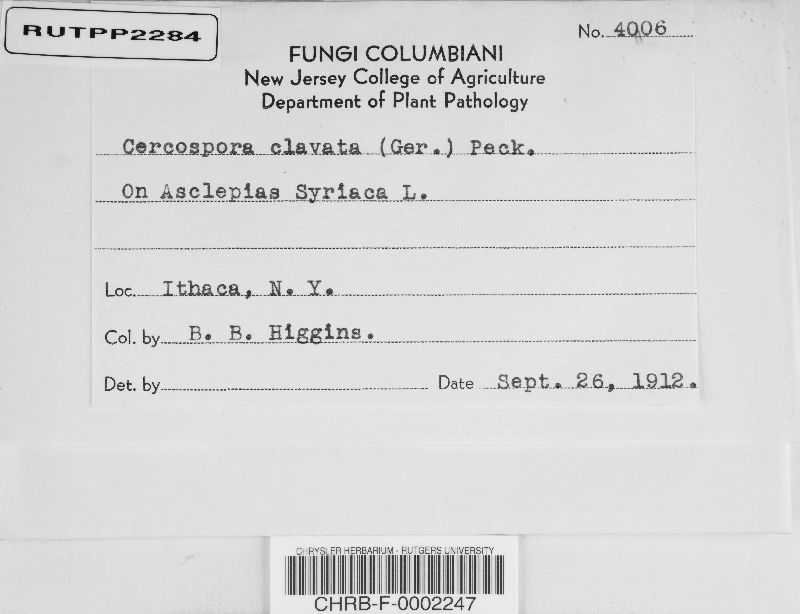 RUTPP2284
No. 4006
FUNGI COLUMBIANI
New Jersey College of Agriculture
Department of Plant Pathology
Cercospora clavata (Ger.) Peck.
On Asclepias Syriaca L.
Loc. Ithaca, N. Y.
Col. by B. B. Higgins.
Det. by Date Sept. 26, 1912.
CHRYSLER HERBARIUM - RUTGERS UNIVERSITY
CHRB-F-0002247